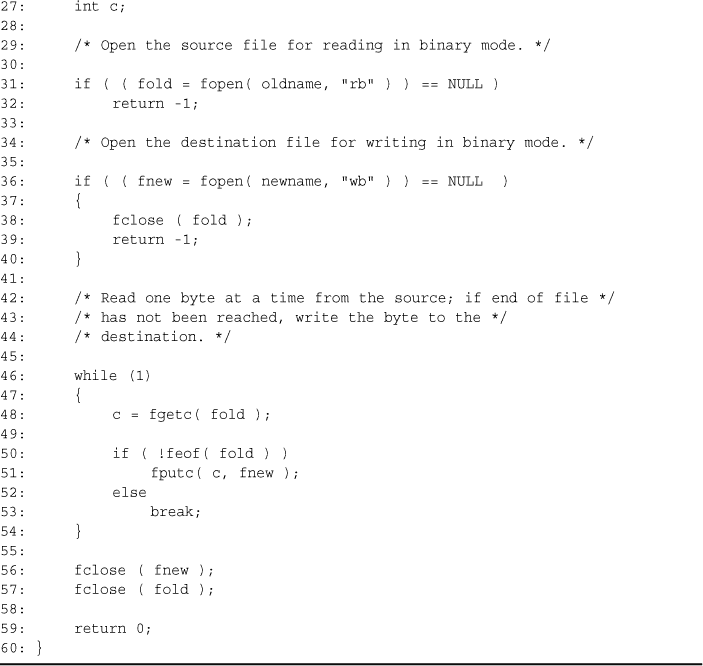 27:     int c;
28:
29:     /* Open the source file for reading in binary mode. */
30:
31:     if ( ( fold = fopen( oldname, "rb" ) ) == NULL )
32:         return -1;
33:
34:     /* Open the destination file for writing in binary mode. */
35:
36:     if ( ( fnew = fopen( newname, "wb" ) ) == NULL  )
37:     {
38:         fclose ( fold );
39:         return -1;
40:     }
41:
42:     /* Read one byte at a time from the source; if end of file */
43:     /* has not been reached, write the byte to the */
44:     /* destination. */
45:
46:     while (1)
47:     {
48:         c = fgetc( fold );
49:
50:         if ( !feof( fold ) )
51:             fputc( c, fnew );
52:         else
53:             break;
54:     }
55:
56:     fclose ( fnew );
57:     fclose ( fold );
58:
59:     return 0;
60: }